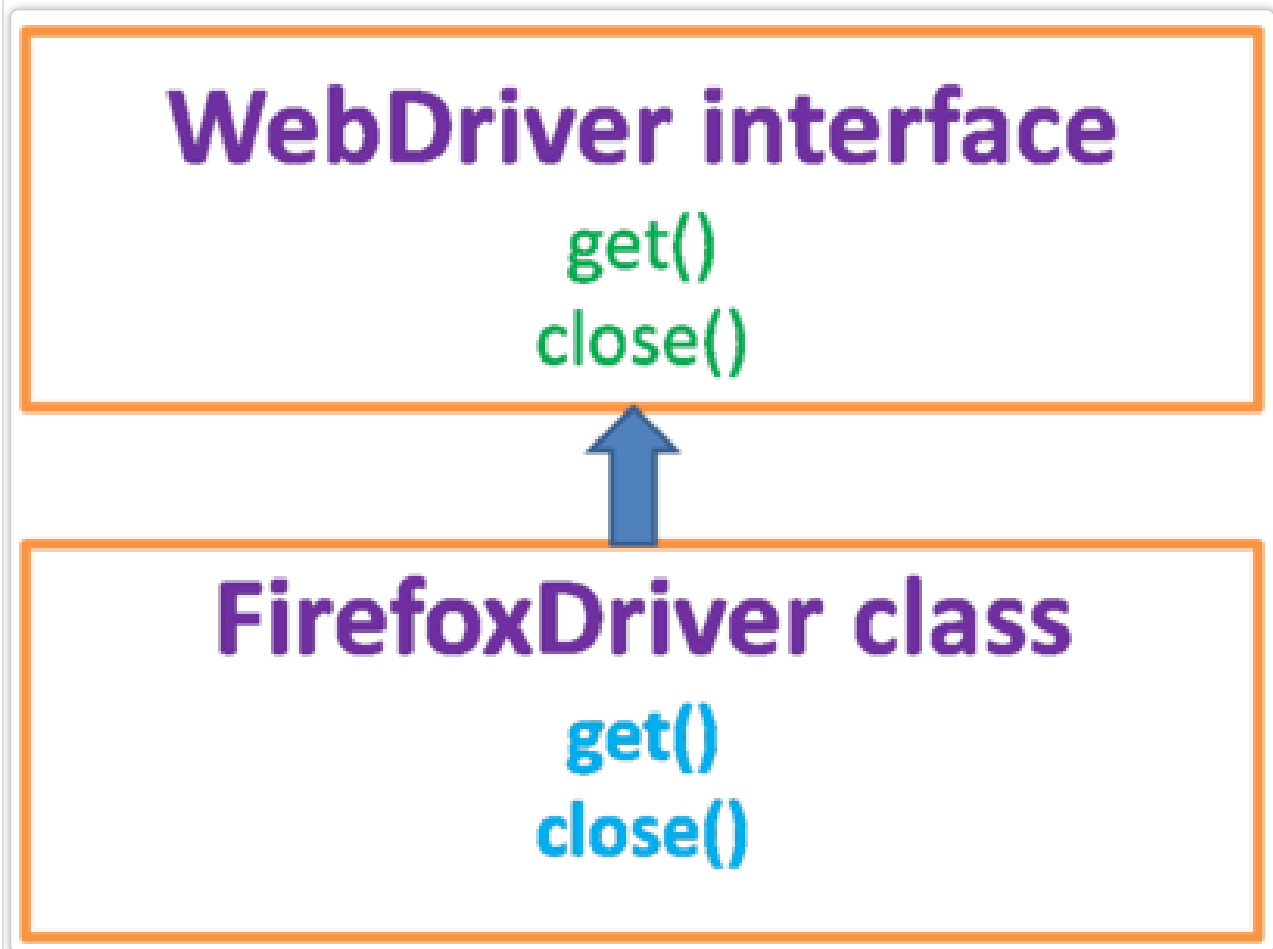 WebDriver interface
get()
close()
FirefoxDriver class
get()
close()